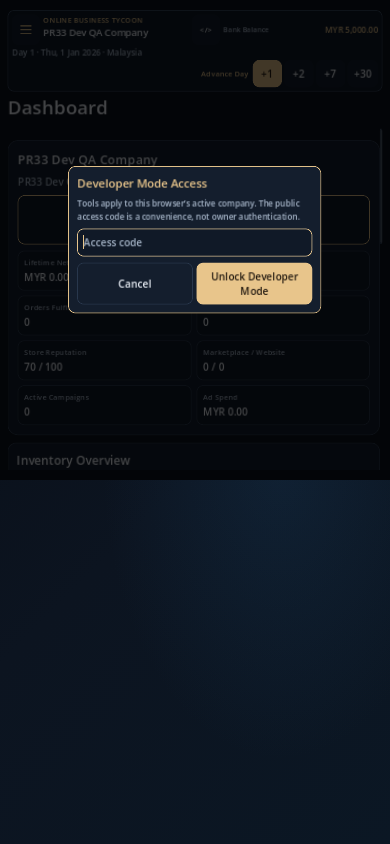 ONLINE BUSINESS TYCOON
PR33 Dev QA Company
</>
Bank Balance
MYR 5,000.00
Day 1 · Thu, 1 Jan 2026 · Malaysia
Advance Day
+1
+2
+7
+30
Dashboard
PR33 Dev QA Company
PR33 Dev
Developer Mode Access
Tools apply to this browser's active company. The public
access code is a convenience, not owner authentication.
Access code
Cancel
Unlock Developer
Mode
Lifetime Ne
MYR 0.00
Orders Fulf
0
0
Store Reputation
70 / 100
Marketplace / Website
0 / 0
Active Campaigns
0
Ad Spend
MYR 0.00
Inventory Overview